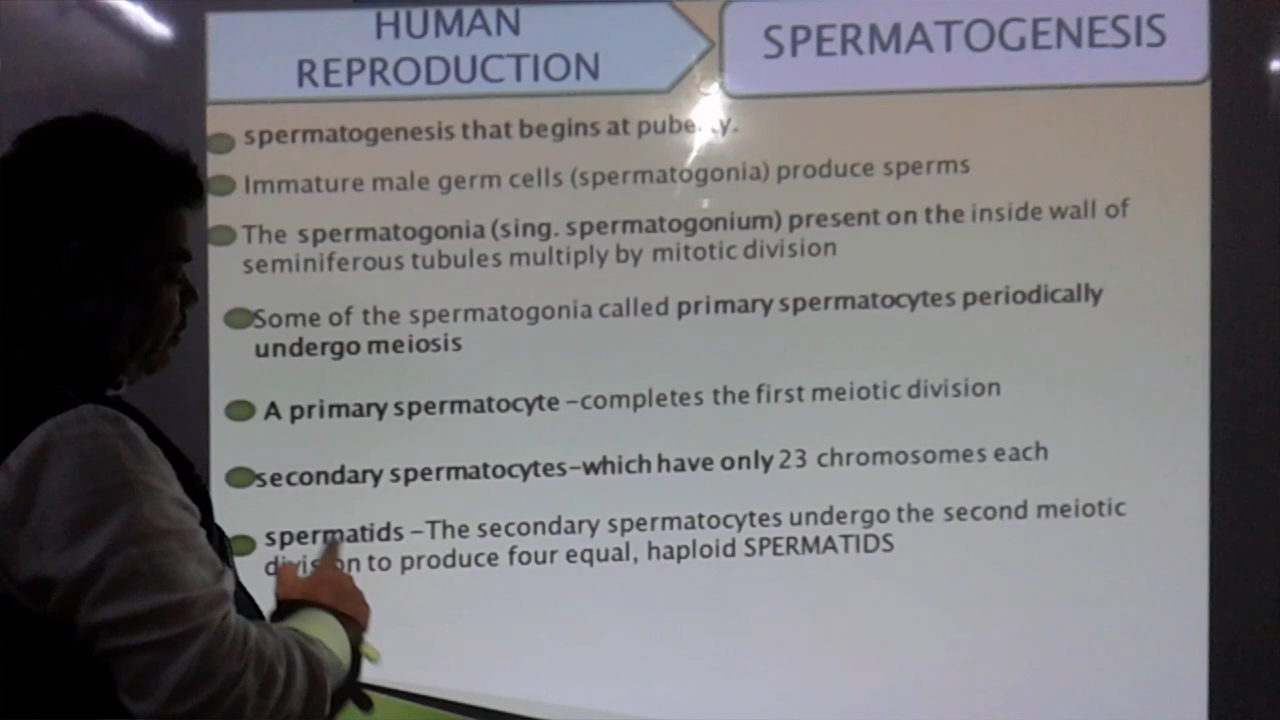 HUMAN
REPRODUCTION
SPERMATOGENESIS
spermatogenesis that begins at
Immature male germ cells (spermatogonia) produce sperms
The spermatogonia (sing. spermatogonium) present on the inside wall of
seminiferous tubules multiply by mitotic division
Some of the spermatogonia called primary spermatocytes periodically
undergo meiosis
A primary spermatocyte –completes the first meiotic division
secondary spermatocytes–which have only 23 chromosomes each
spermatids –The secondary spermatocytes undergo the second meiotic
division to produce four equal, haploid SPERMATIDS